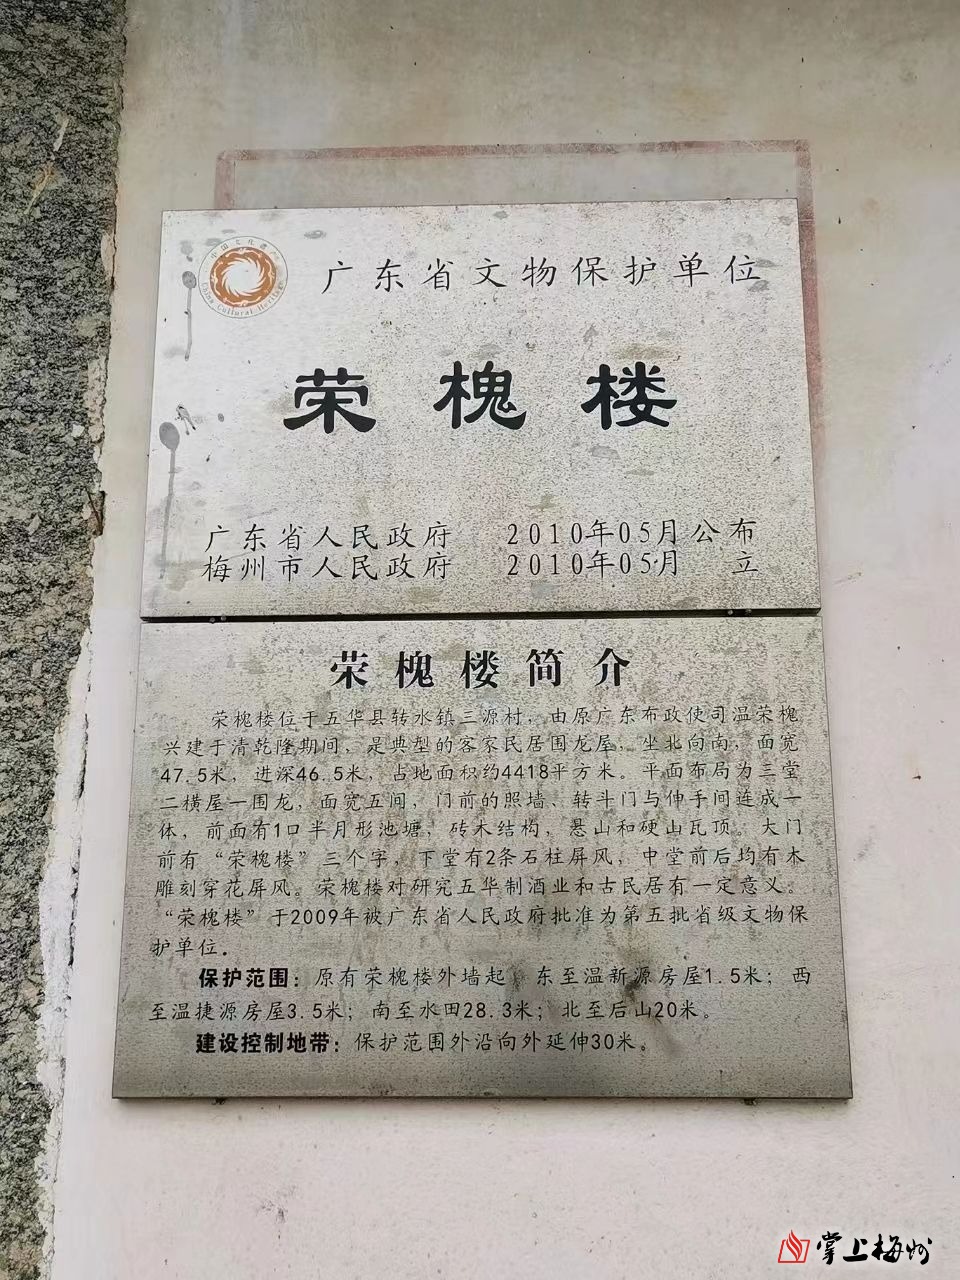 中国文化遗产
China Cultural Heritage
广东省文物保护单位
荣槐楼
广东省人民政府 2010年05月公布
梅州市人民政府 2010年05月 立
荣槐楼简介
荣槐楼位于五华县转水镇三源村，由原广东布政使司温荣槐
兴建于清乾隆期间，是典型的客家民居围龙屋；坐北向南，面宽
47.5米，进深46.5米，占地面积约4418平方米。平面布局为三堂
二横屋一围龙，面宽五间，门前的照墙、转斗门与伸手间连成一
体，前面有1口半月形池塘，砖木结构，悬山和硬山瓦顶。大门
前有“荣槐楼”三个字，下堂有2条石柱屏风，中堂前后均有木
雕刻穿花屏风。荣槐楼对研究五华制酒业和古民居有一定意义。
“荣槐楼”于2009年被广东省人民政府批准为第五批省级文物保
护单位.
保护范围：原有荣槐楼外墙起，东至温新源房屋1.5米；西
至温捷源房屋3.5米；南至水田28.3米；北至后山20米。
建设控制地带：保护范围外沿向外延伸30米。
掌上梅州